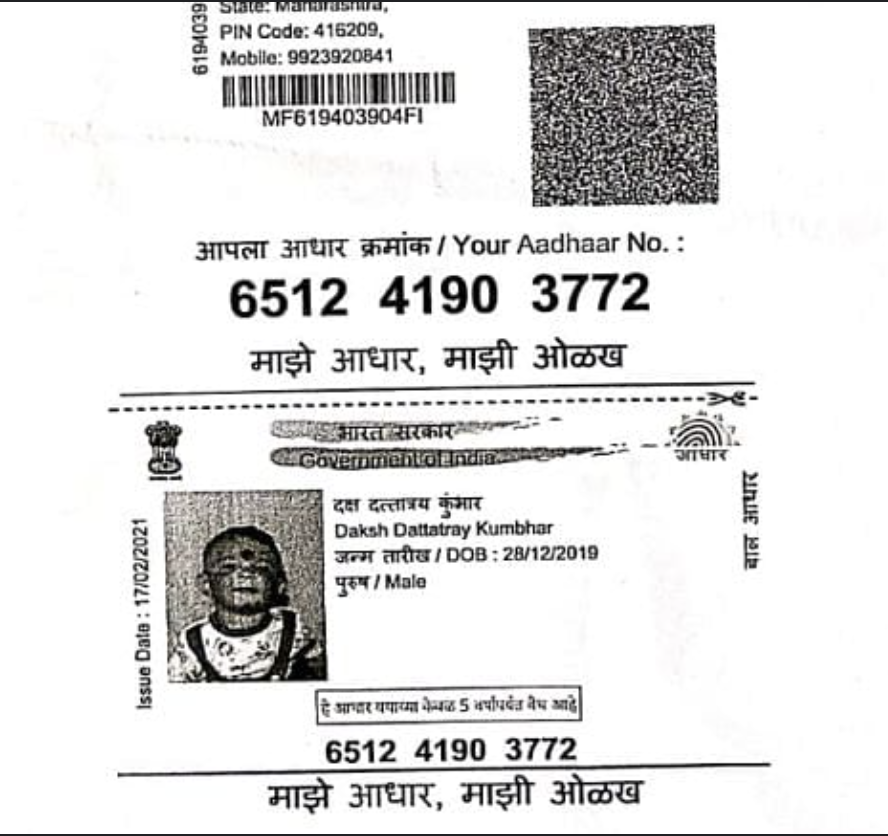 State: Maharashtra,
PIN Code: 416209,
Mobile: 9923920841
6194039
MF619403904FI
आपला आधार क्रमांक / Your Aadhaar No. :
6512 4190 3772
माझे आधार, माझी ओळख
भारत सरकार
Government of India
आधार
दक्ष दत्तात्रय कुंभार
Daksh Dattatray Kumbhar
जन्म तारीख / DOB : 28/12/2019
पुरुष / Male
Issue Date : 17/02/2021
बाल आधार
हे आधार वयाच्या केवळ 5 वर्षांपर्यंत वैध आहे
6512 4190 3772
माझे आधार, माझी ओळख